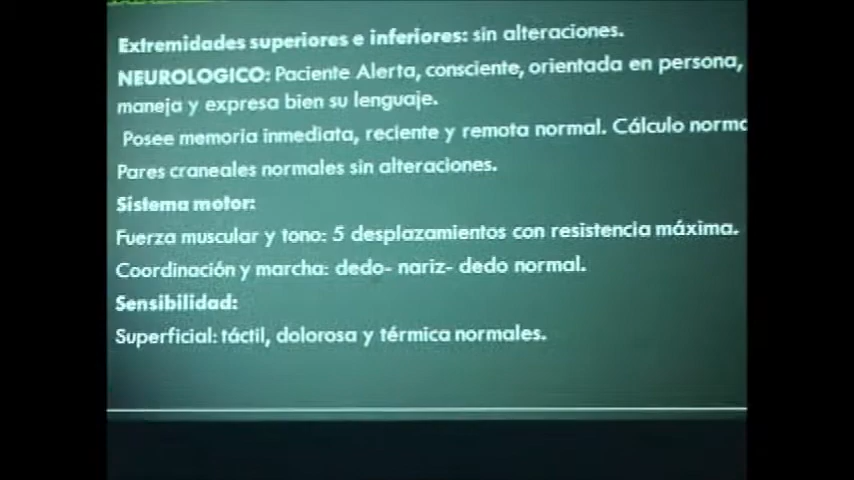 Extremidades superiores e inferiores: sin alteraciones.
NEUROLOGICO: Paciente Alerta, consciente, orientada en persona,
maneja y expresa bien su lenguaje.
Posee memoria inmediata, reciente y remota normal. Cálculo norma
Pares craneales normales sin alteraciones.
Sistema motor:
Fuerza muscular y tono: 5 desplazamientos con resistencia máxima.
Coordinación y marcha: dedo- nariz- dedo normal.
Sensibilidad:
Superficial: táctil, dolorosa y térmica normales.